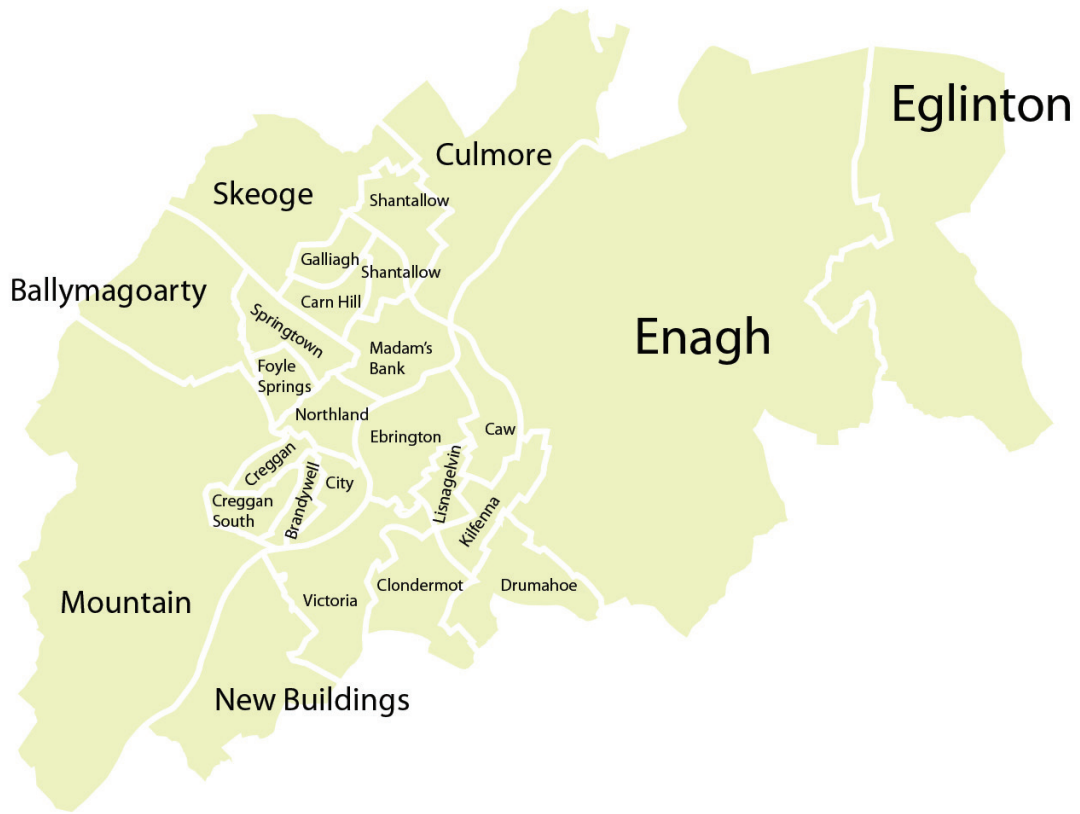 Eglinton
Culmore
Skeoge
Shantallow
Galliagh
Shantallow
Ballymagoarty
Carn Hill
Springtown
Enagh
Madam's
Bank
Foyle
Springs
Northland
Ebrington
Caw
Creggan
Lisnagelvin
City
Brandywell
Creggan
South
Kilfenna
Mountain
Victoria
Clondermot
Drumahoe
New Buildings